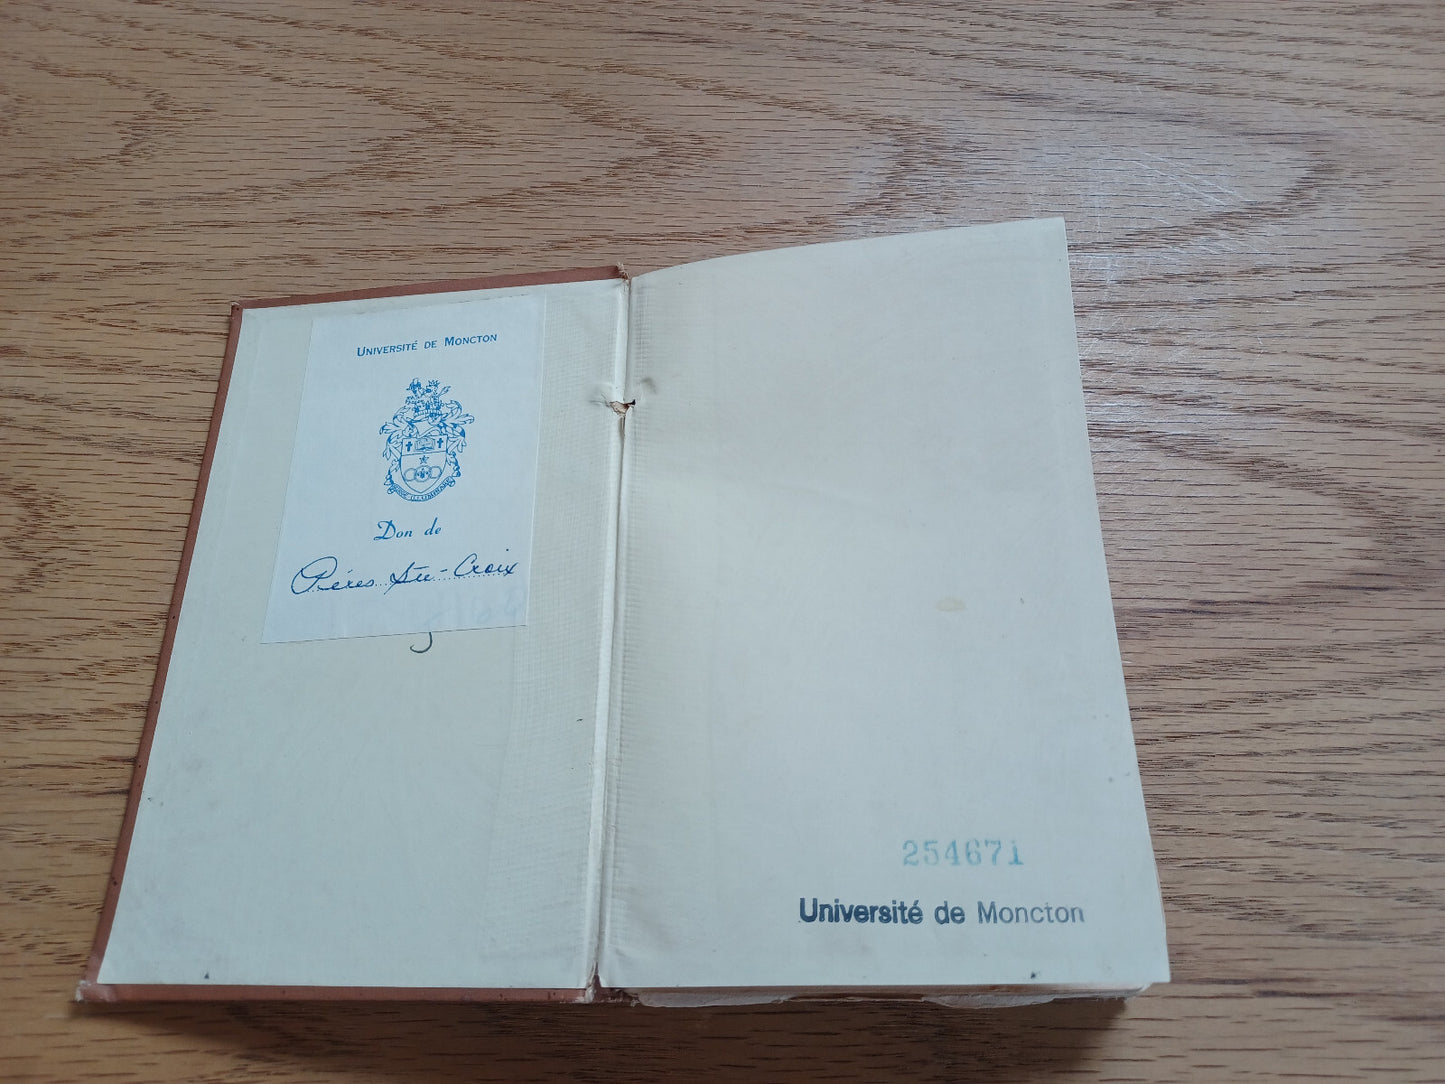 Université de Moncton
Don de
Pères Ste-Croix
254671
Université de Moncton